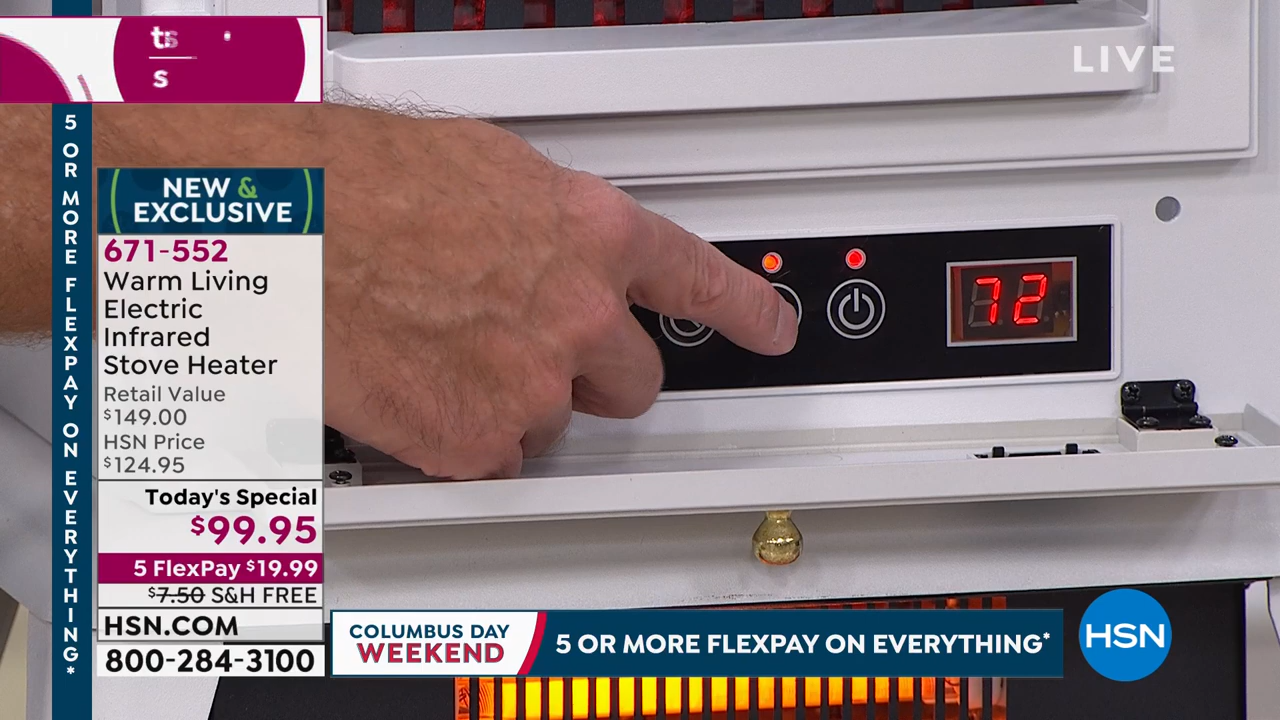 LIVE
5 OR MORE FLEXPAY ON EVERYTHING*
NEW &
EXCLUSIVE
671-552
Warm Living
Electric
Infrared
Stove Heater
Retail Value
$149.00
HSN Price
$124.95
Today's Special
$99.95
5 FlexPay $19.99
$7.50 S&H FREE
HSN.COM
800-284-3100
72
COLUMBUS DAY
WEEKEND
5 OR MORE FLEXPAY ON EVERYTHING*
HSN